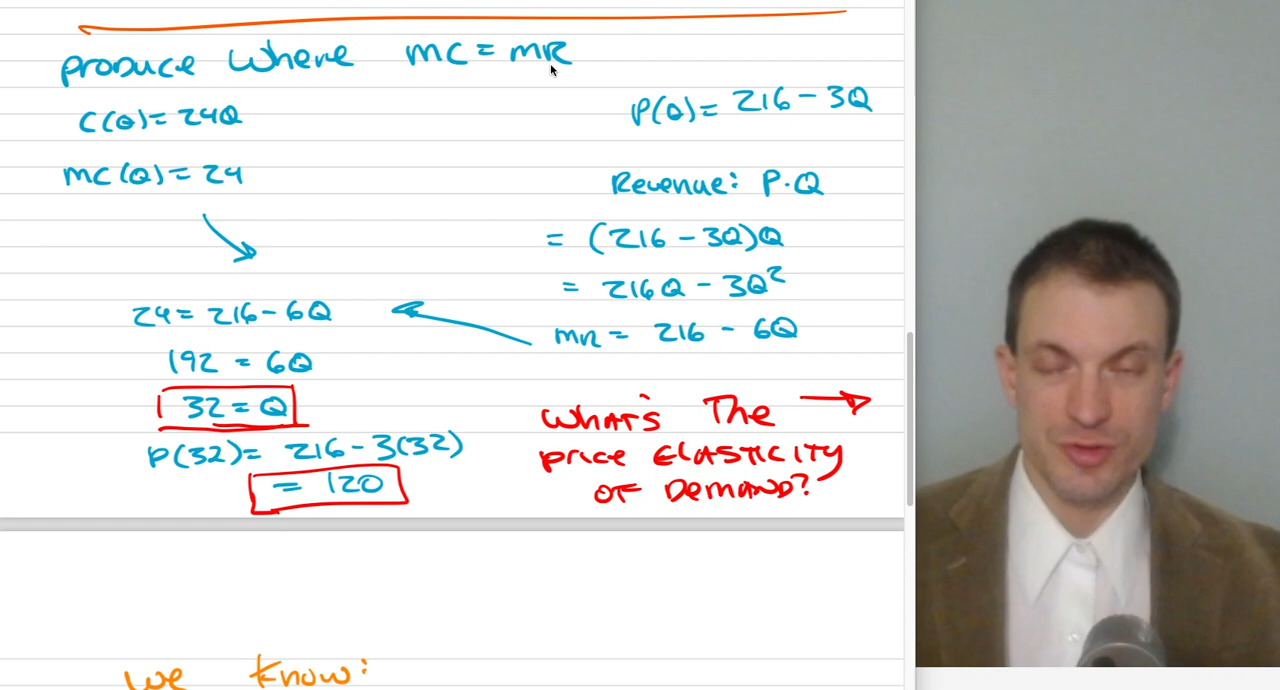 produce where MC = MR
C(Q) = 24Q
MC(Q) = 24
24 = 216 - 6Q
192 = 6Q
32 = Q
P(32) = 216 - 3(32)
= 120
P(Q) = 216 - 3Q
Revenue: P·Q
= (216 - 3Q)Q
= 216Q - 3Q²
MR = 216 - 6Q
WHAT'S THE
price ELASTICITY
OF DEMAND?
we know: